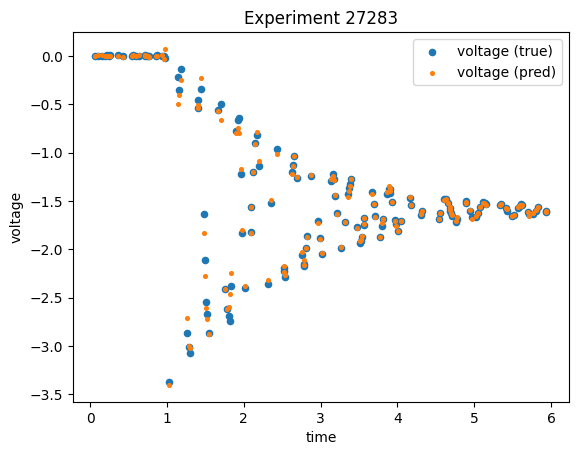 Experiment 27283
voltage (true)
voltage (pred)
0.0
−0.5
−1.0
−1.5
−2.0
−2.5
−3.0
−3.5
voltage
0 1 2 3 4 5 6
time